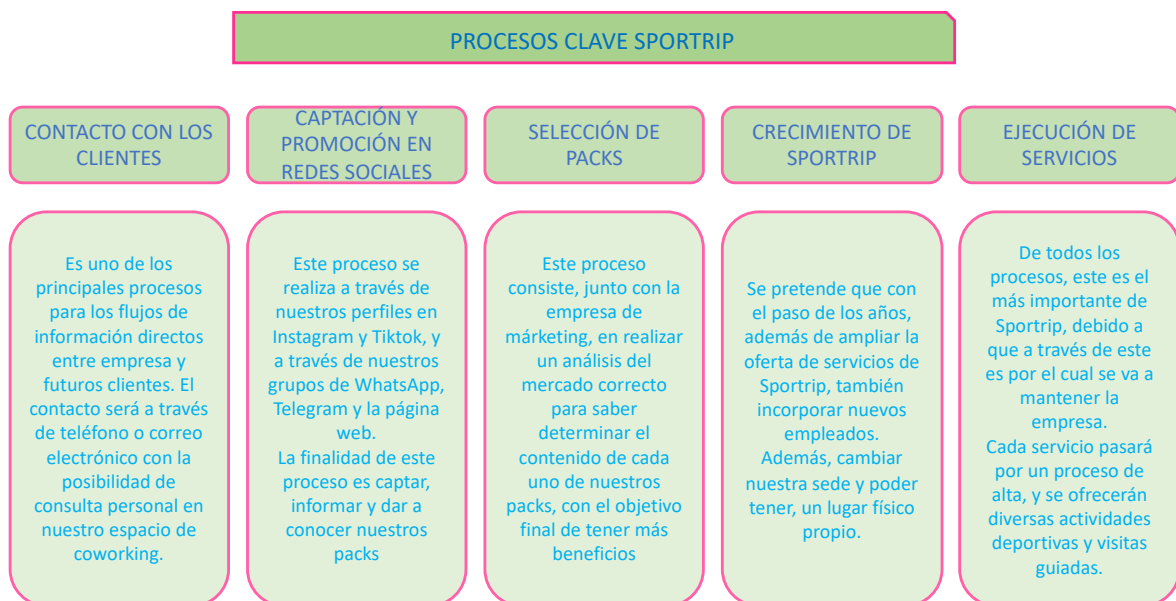 PROCESOS CLAVE SPORTRIP
CONTACTO CON LOS
CLIENTES
CAPTACIÓN Y
PROMOCIÓN EN
REDES SOCIALES
SELECCIÓN DE
PACKS
CRECIMIENTO DE
SPORTRIP
EJECUCIÓN DE
SERVICIOS
Es uno de los
principales procesos
para los flujos de
información directos
entre empresa y
futuros clientes. El
contacto será a través
de teléfono o correo
electrónico con la
posibilidad de
consulta personal en
nuestro espacio de
coworking.
Este proceso se
realiza a través de
nuestros perfiles en
Instagram y Tiktok, y
a través de nuestros
grupos de WhatsApp,
Telegram y la página
web.
La finalidad de este
proceso es captar,
informar y dar a
conocer nuestros
packs
Este proceso
consiste, junto con la
empresa de
márketing, en realizar
un análisis del
mercado correcto
para saber
determinar el
contenido de cada
uno de nuestros
packs, con el objetivo
final de tener más
beneficios
Se pretende que con
el paso de los años,
además de ampliar la
oferta de servicios de
Sportrip, también
incorporar nuevos
empleados.
Además, cambiar
nuestra sede y poder
tener, un lugar físico
propio.
De todos los
procesos, este es el
más importante de
Sportrip, debido a
que a través de este
es por el cual se va a
mantener la
empresa.
Cada servicio pasará
por un proceso de
alta, y se ofrecerán
diversas actividades
deportivas y visitas
guiadas.